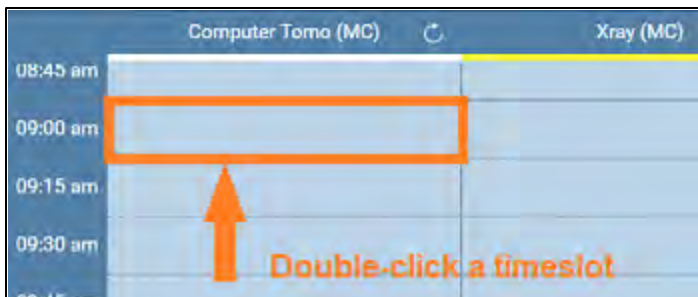 Computer Tomo (MC) Xray (MC)
08:45 am
09:00 am
09:15 am
09:30 am
Double-click a timeslot